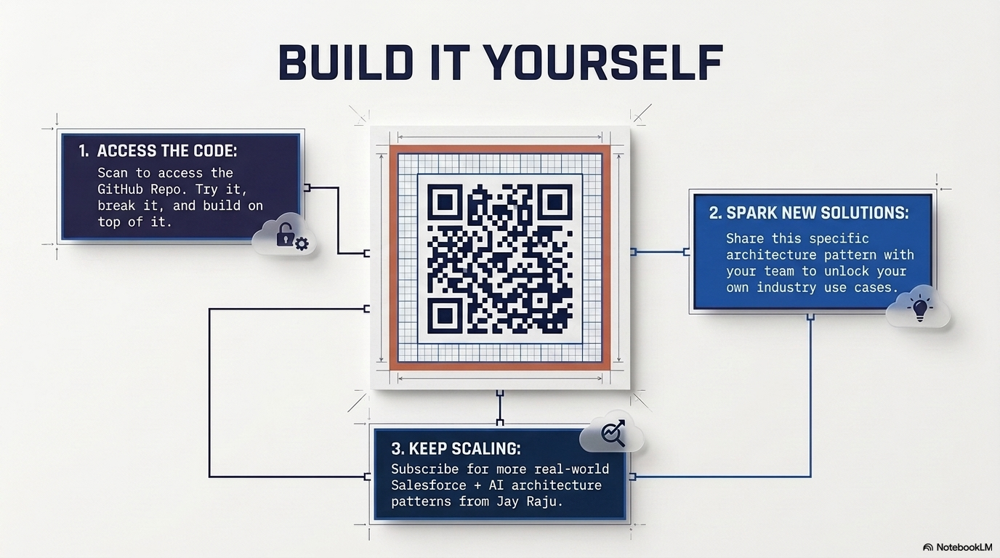 BUILD IT YOURSELF
1. ACCESS THE CODE:
Scan to access the
GitHub Repo. Try it,
break it, and build on
top of it.
2. SPARK NEW SOLUTIONS:
Share this specific
architecture pattern with
your team to unlock your
own industry use cases.
3. KEEP SCALING:
Subscribe for more real-world
Salesforce + AI architecture
patterns from Jay Raju.
NotebookLM